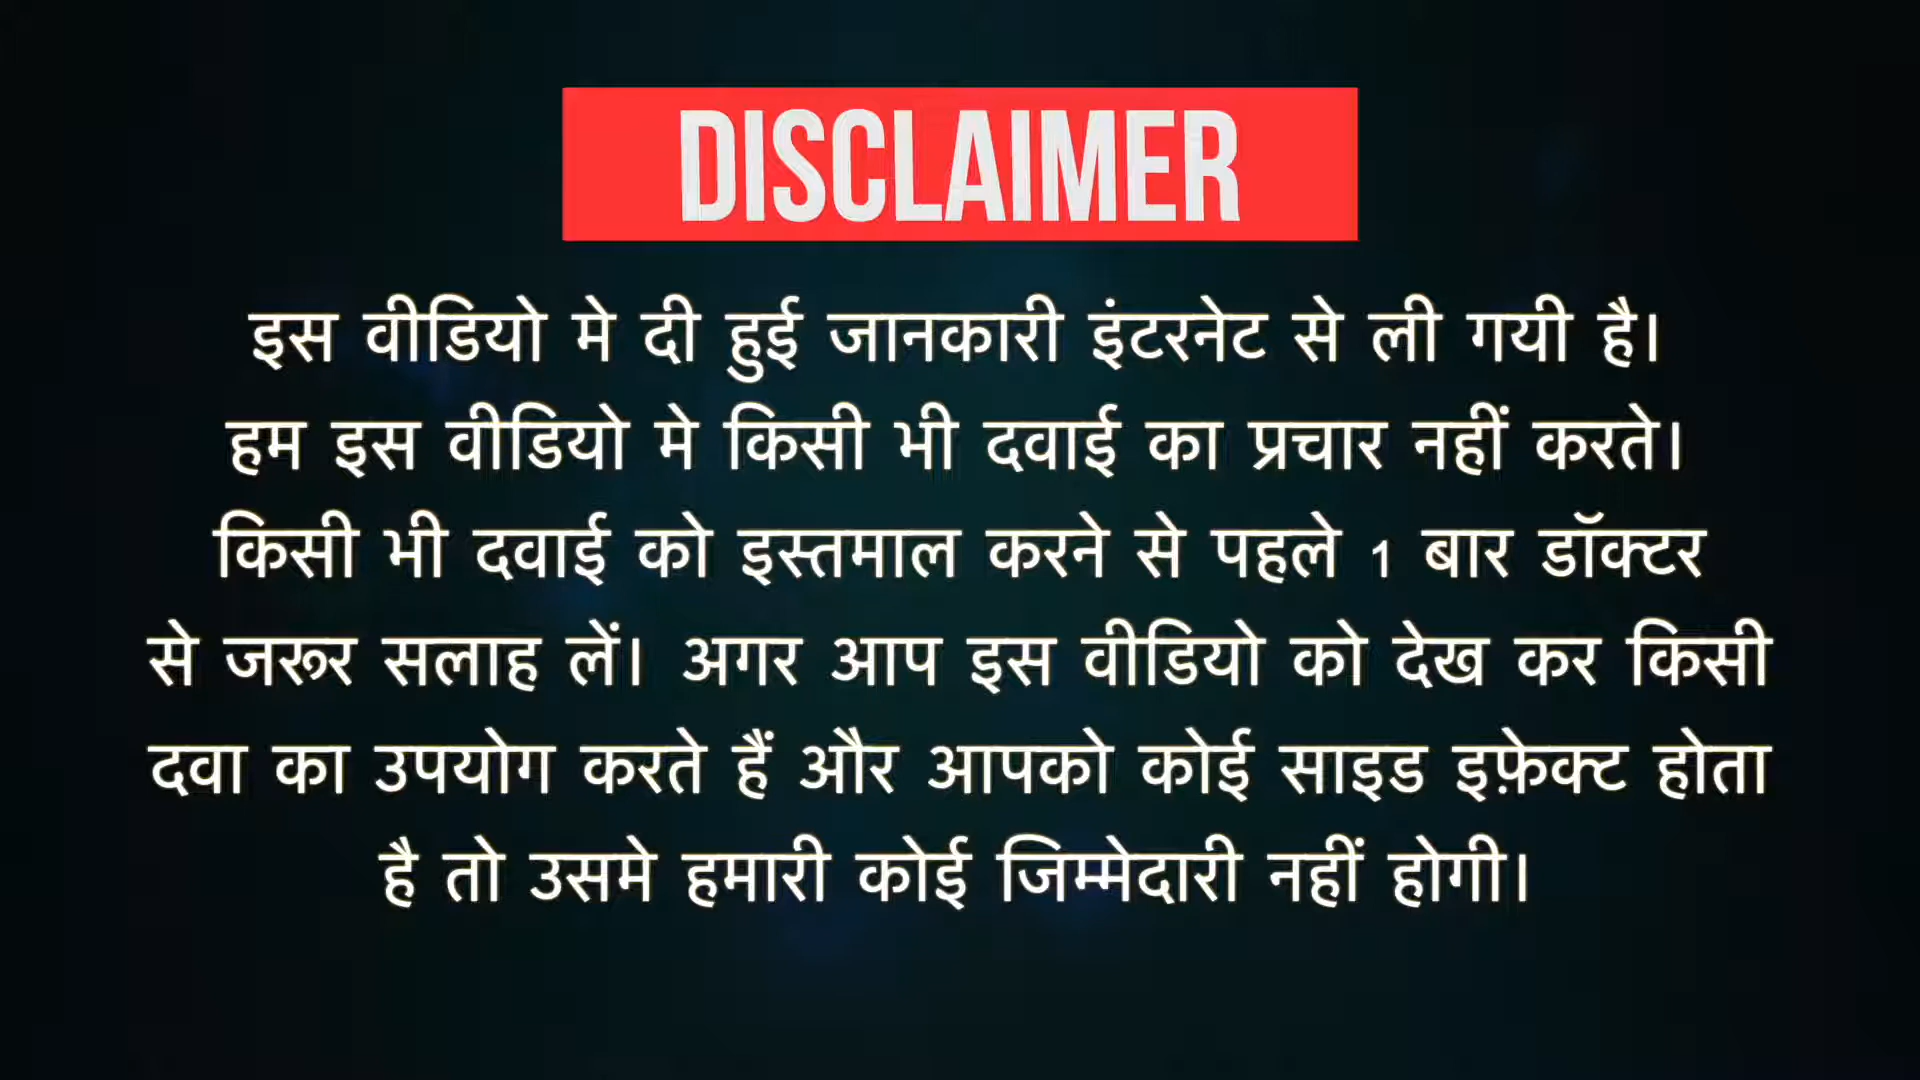 DISCLAIMER
इस वीडियो मे दी हुई जानकारी इंटरनेट से ली गयी है।
हम इस वीडियो मे किसी भी दवाई का प्रचार नहीं करते।
किसी भी दवाई को इस्तमाल करने से पहले 1 बार डॉक्टर
से जरूर सलाह लें। अगर आप इस वीडियो को देख कर किसी
दवा का उपयोग करते हैं और आपको कोई साइड इफ़ेक्ट होता
है तो उसमे हमारी कोई जिम्मेदारी नहीं होगी।